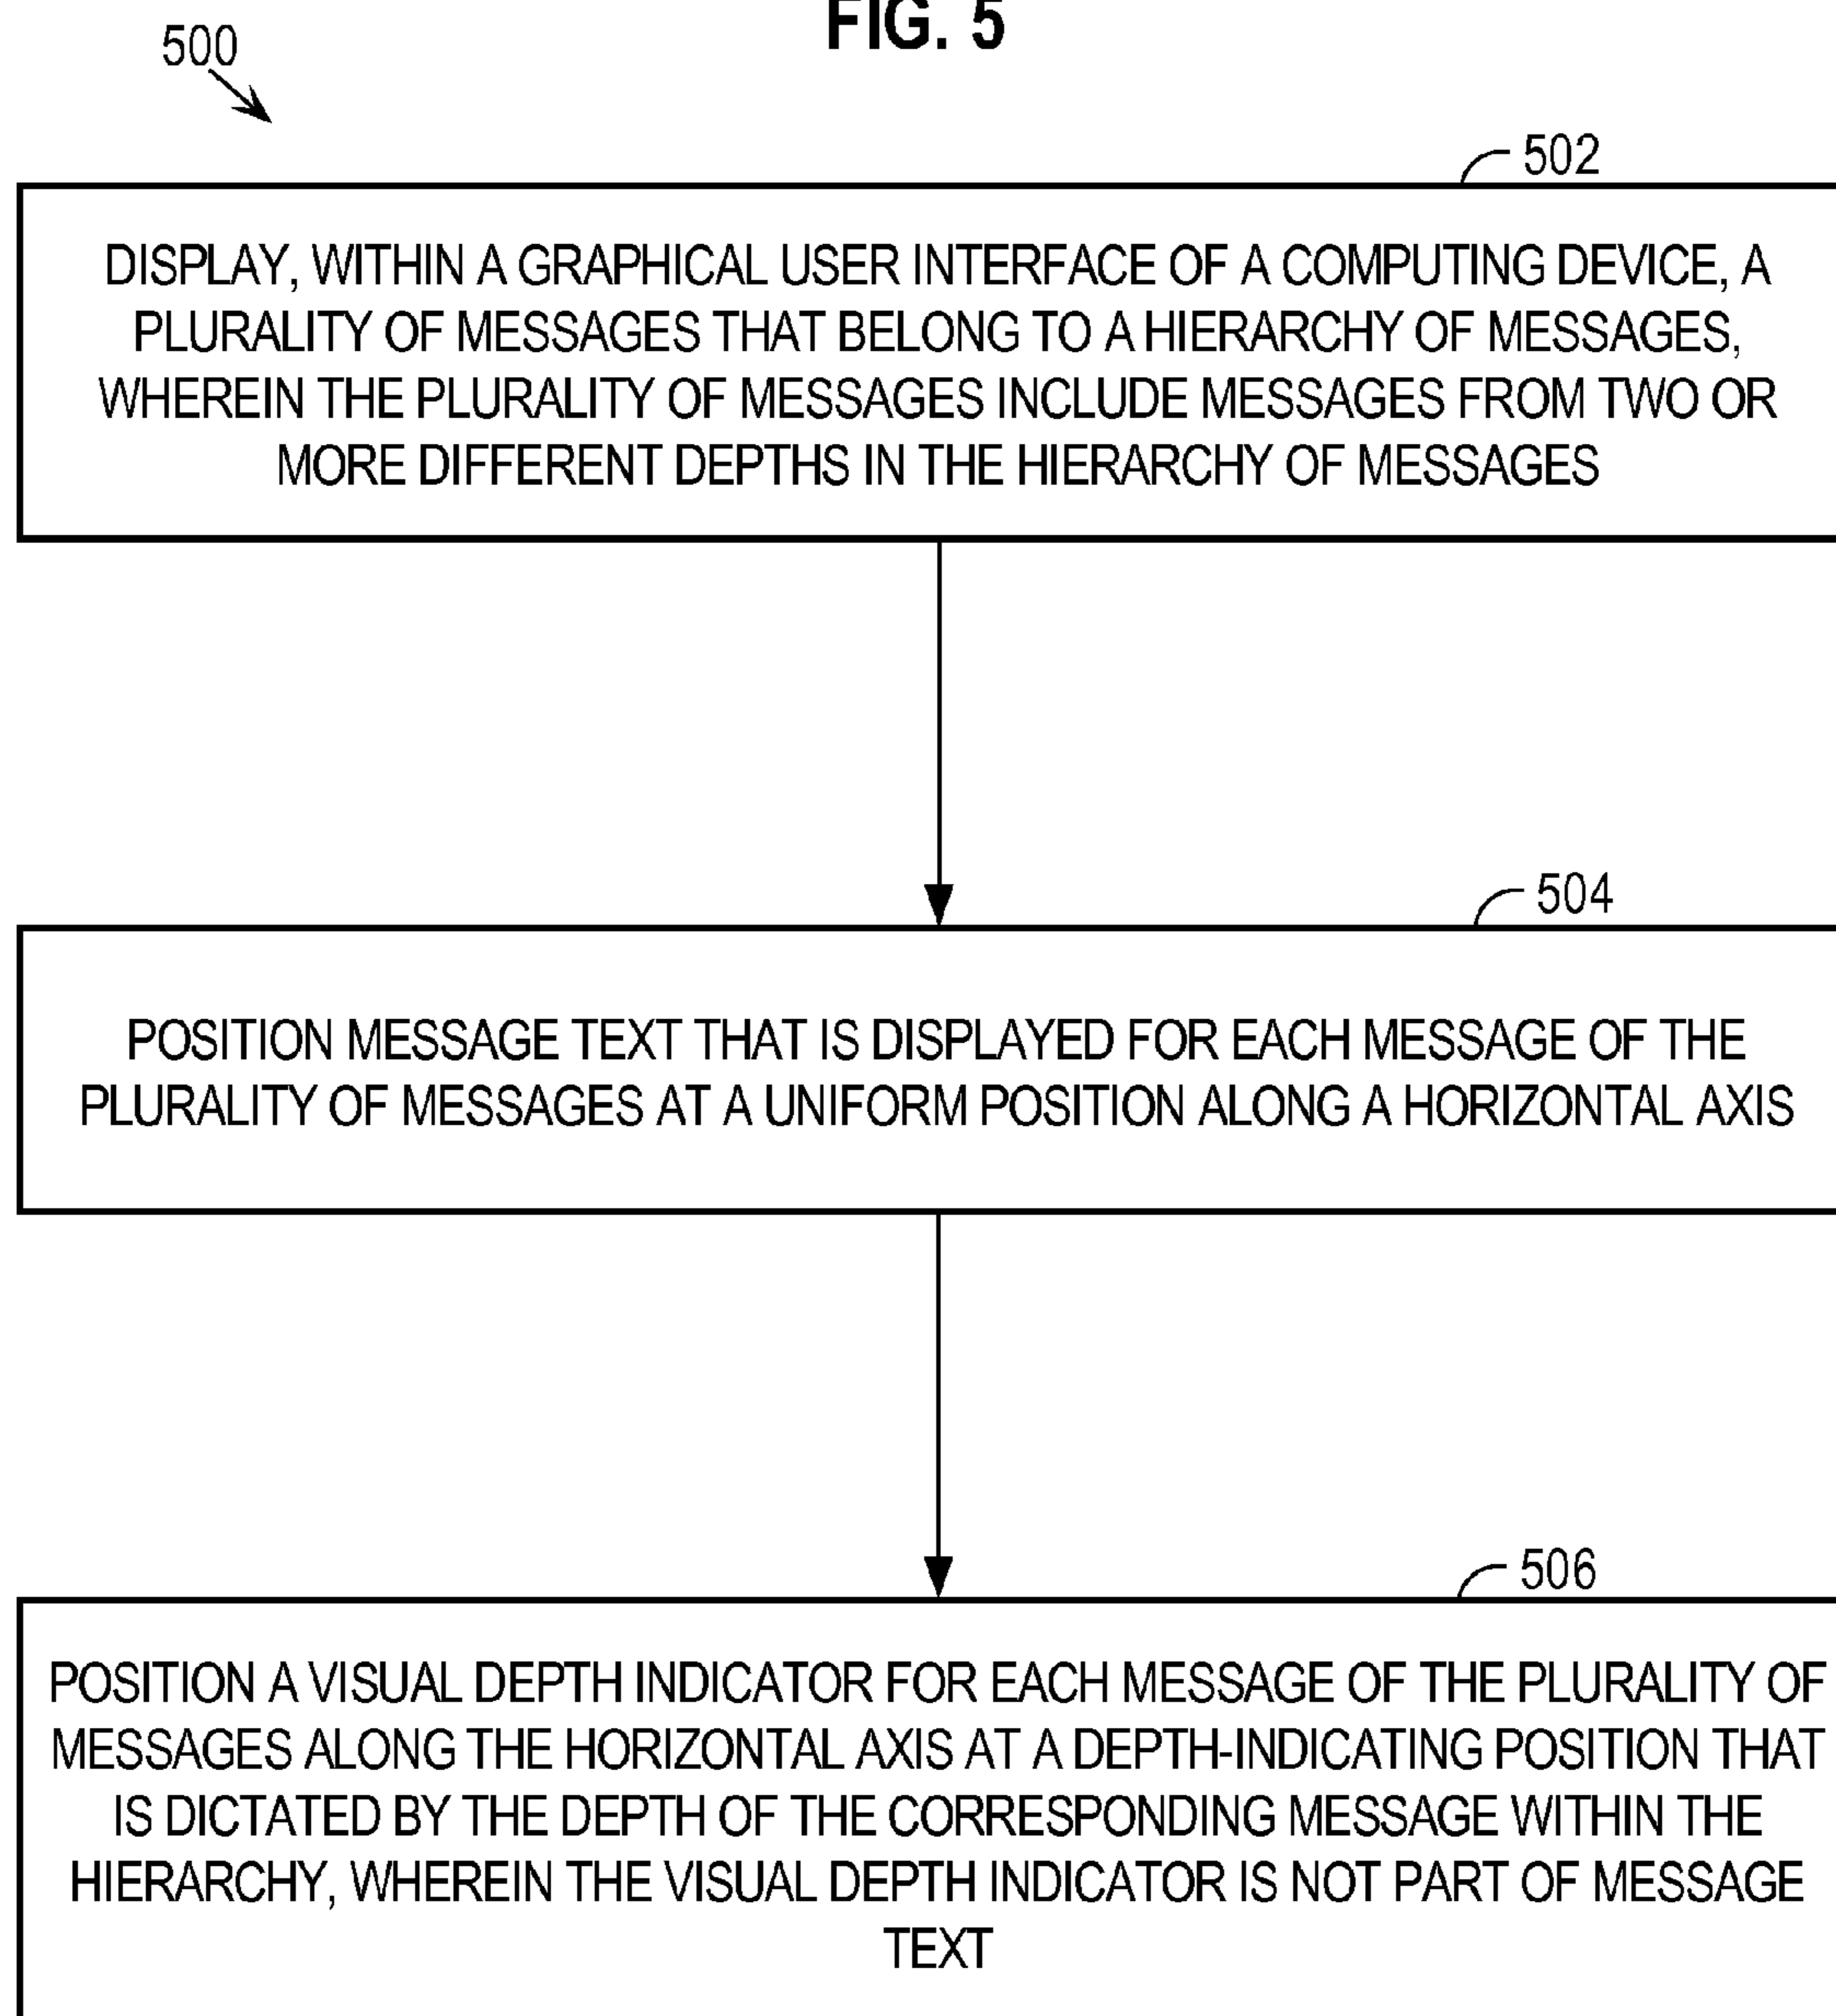 FIG. 5
500
502
DISPLAY, WITHIN A GRAPHICAL USER INTERFACE OF A COMPUTING DEVICE, A
PLURALITY OF MESSAGES THAT BELONG TO A HIERARCHY OF MESSAGES,
WHEREIN THE PLURALITY OF MESSAGES INCLUDE MESSAGES FROM TWO OR
MORE DIFFERENT DEPTHS IN THE HIERARCHY OF MESSAGES
504
POSITION MESSAGE TEXT THAT IS DISPLAYED FOR EACH MESSAGE OF THE
PLURALITY OF MESSAGES AT A UNIFORM POSITION ALONG A HORIZONTAL AXIS
506
POSITION A VISUAL DEPTH INDICATOR FOR EACH MESSAGE OF THE PLURALITY OF
MESSAGES ALONG THE HORIZONTAL AXIS AT A DEPTH-INDICATING POSITION THAT
IS DICTATED BY THE DEPTH OF THE CORRESPONDING MESSAGE WITHIN THE
HIERARCHY, WHEREIN THE VISUAL DEPTH INDICATOR IS NOT PART OF MESSAGE
TEXT